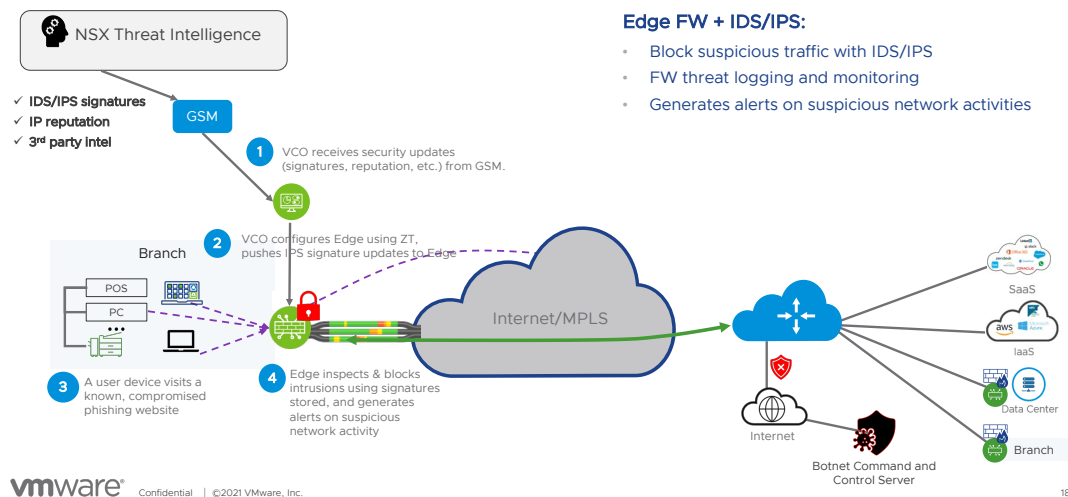 NSX Threat Intelligence
Edge FW + IDS/IPS:
• Block suspicious traffic with IDS/IPS
• FW threat logging and monitoring
• Generates alerts on suspicious network activities
✓ IDS/IPS signatures
✓ IP reputation
✓ 3rd party intel
GSM
1
VCO receives security updates
(signatures, reputation, etc.) from GSM.
2
VCO configures Edge using ZT,
pushes IPS signature updates to Edge
Branch
POS
PC
Internet/MPLS
3
A user device visits a
known, compromised
phishing website
4
Edge inspects & blocks
intrusions using signatures
stored, and generates
alerts on suspicious
network activity
ORACLE
SaaS
aws
Microsoft
Azure
IaaS
Data Center
Branch
Internet
Botnet Command and
Control Server
vmware®
Confidential | ©2021 VMware, Inc.
18